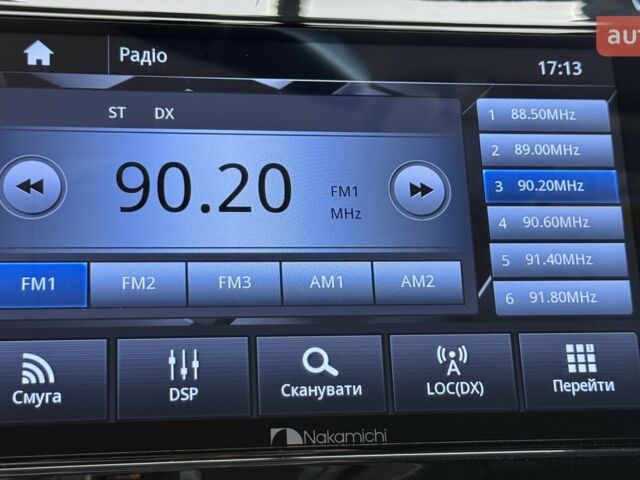 Радіо
17:13
ST DX
90.20
FM1
MHz
1 88.50MHz
2 89.00MHz
3 90.20MHz
4 90.60MHz
5 91.40MHz
6 91.80MHz
FM1 FM2 FM3 AM1 AM2
Смуга
DSP
Сканувати
LOC(DX)
Перейти
Nakamichi